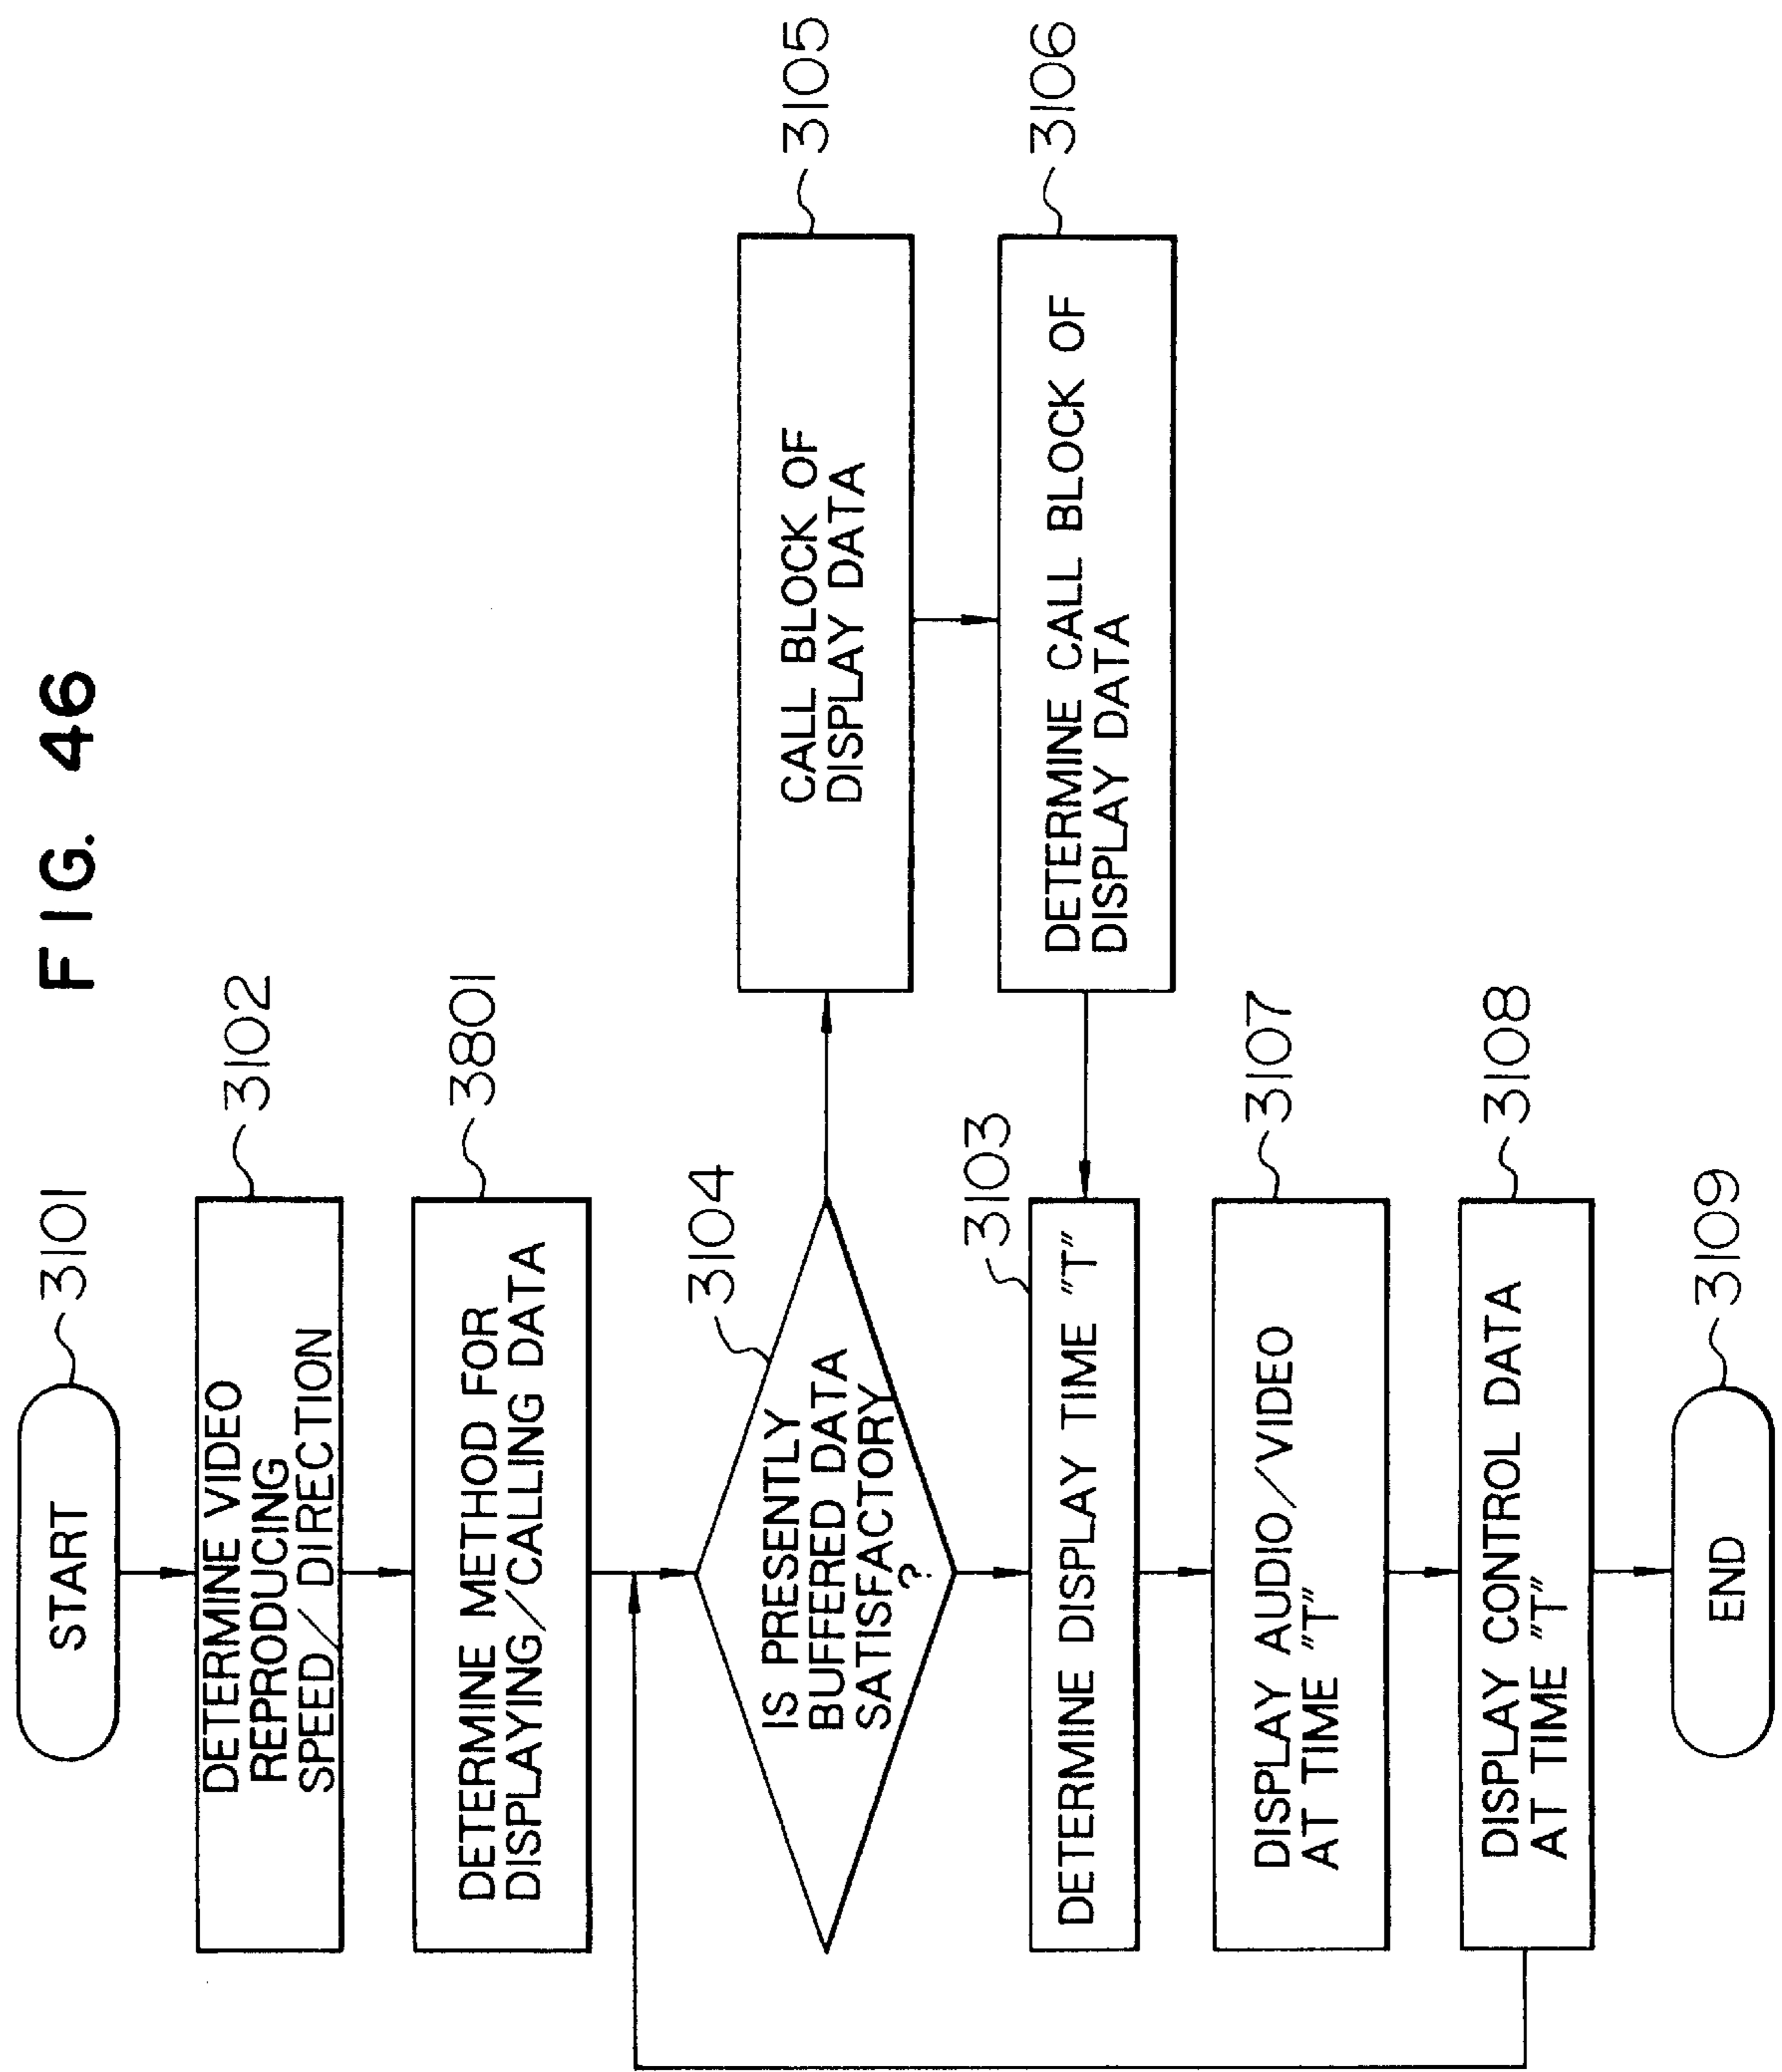 FIG. 46
START
3101
DETERMINE VIDEO
REPRODUCING
SPEED/DIRECTION
3102
DETERMINE METHOD FOR
DISPLAYING/CALLING DATA
3801
IS PRESENTLY
BUFFERED DATA
SATISFACTORY
?
3104
CALL BLOCK OF
DISPLAY DATA
3105
DETERMINE CALL BLOCK OF
DISPLAY DATA
3106
DETERMINE DISPLAY TIME "T"
3103
DISPLAY AUDIO/VIDEO
AT TIME "T"
3107
DISPLAY CONTROL DATA
AT TIME "T"
3108
END
3109